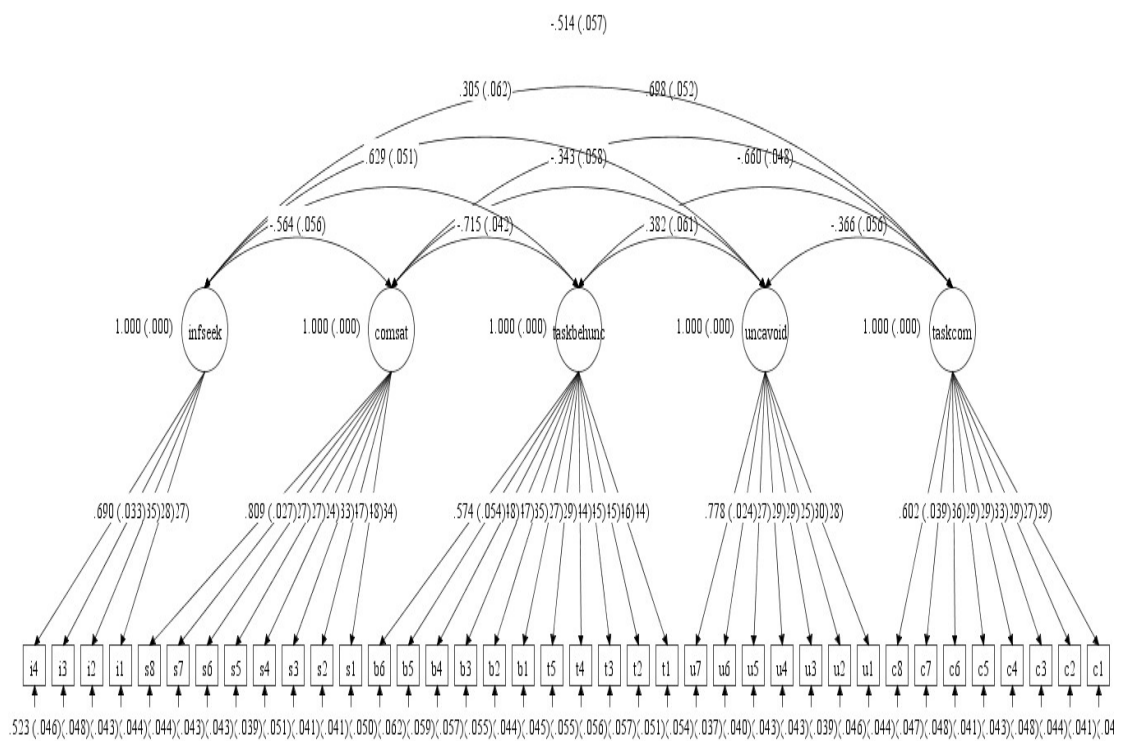 -.514 (.057)
.305 (.062) .698 (.052)
.629 (.051) -.343 (.058) -.660 (.048)
-.564 (.056) -.715 (.042) .382 (.061) -.366 (.056)
1.000 (.000) infseek 1.000 (.000) comsat 1.000 (.000) taskbehunc 1.000 (.000) uncavoid 1.000 (.000) taskcom
.690 (.033) .809 (.027) .574 (.054) .778 (.024) .602 (.039)
i4 i3 i2 i1 s8 s7 s6 s5 s4 s3 s2 s1 b6 b5 b4 b3 b2 b1 t5 t4 t3 t2 t1 u7 u6 u5 u4 u3 u2 u1 c8 c7 c6 c5 c4 c3 c2 c1
.523 (.046)(.048)(.043)(.044)(.044)(.043)(.043)(.039)(.051)(.041)(.041)(.050)(.062)(.059)(.057)(.055)(.044)(.045)(.055)(.056)(.057)(.051)(.054)(.037)(.040)(.043)(.043)(.039)(.046)(.044)(.047)(.048)(.041)(.043)(.048)(.044)(.041)